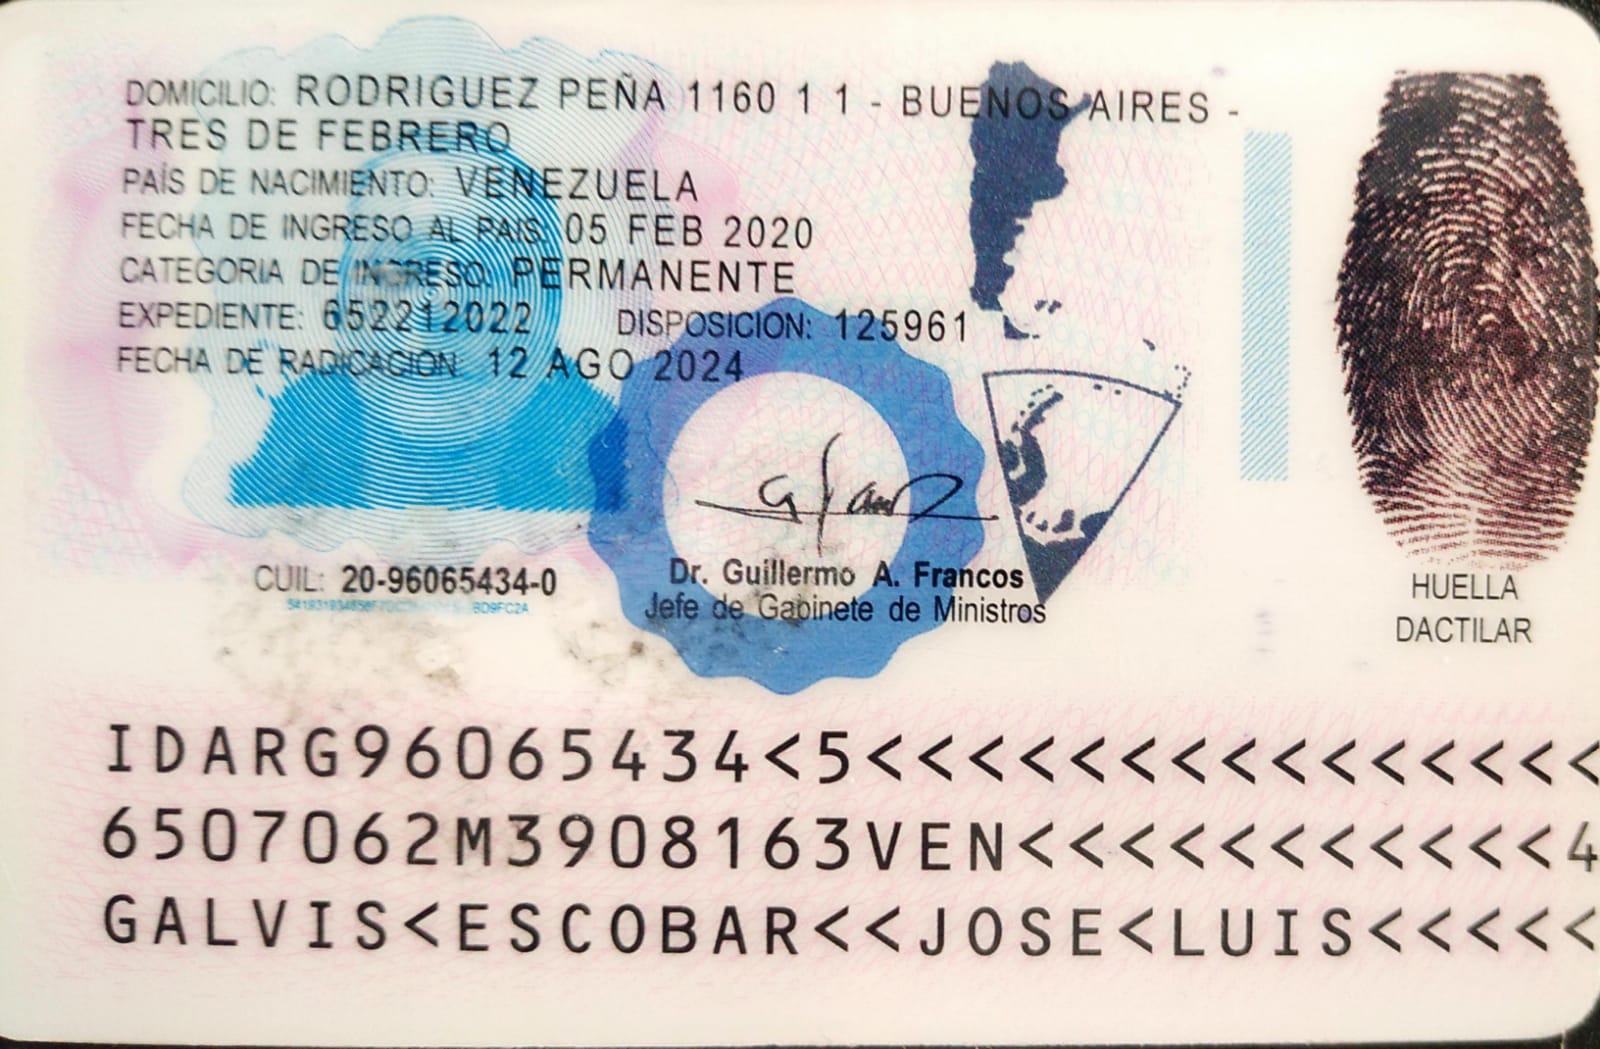 DOMICILIO: RODRIGUEZ PEÑA 1160 1 1 - BUENOS AIRES -
TRES DE FEBRERO
PAÍS DE NACIMIENTO: VENEZUELA
FECHA DE INGRESO AL PAIS: 05 FEB 2020
CATEGORIA DE INGRESO: PERMANENTE
EXPEDIENTE: 652212022 DISPOSICION: 125961
FECHA DE RADICACION: 12 AGO 2024
CUIL: 20-96065434-0
Dr. Guillermo A. Francos
Jefe de Gabinete de Ministros
HUELLA
DACTILAR
IDARG96065434<5<<<<<<<<<<<<<<<
6507062M3908163VEN<<<<<<<<<<<4
GALVIS<ESCOBAR<<JOSE<LUIS<<<<<